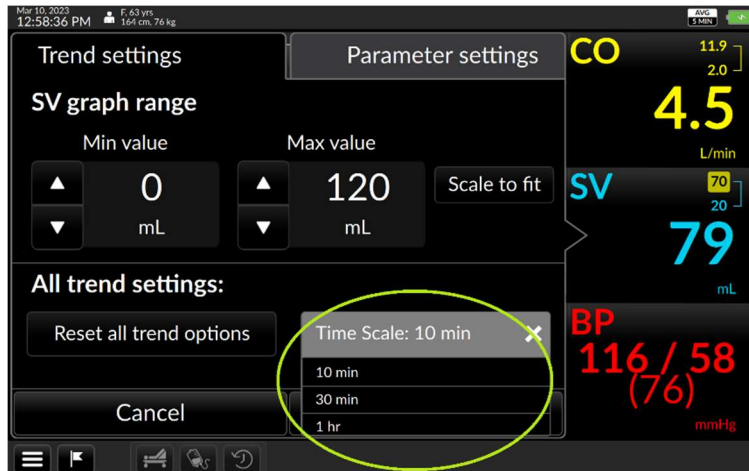 Mar 10, 2023
12:58:36 PM
F, 63 yrs
164 cm, 76 kg
AVG
5 MIN
Trend settings
Parameter settings
SV graph range
Min value
Max value
0
mL
120
mL
Scale to fit
All trend settings:
Reset all trend options
Time Scale: 10 min
10 min
30 min
1 hr
Cancel
CO
11.9
2.0
4.5
L/min
SV
70
20
79
mL
BP
116 / 58
(76)
mmHg